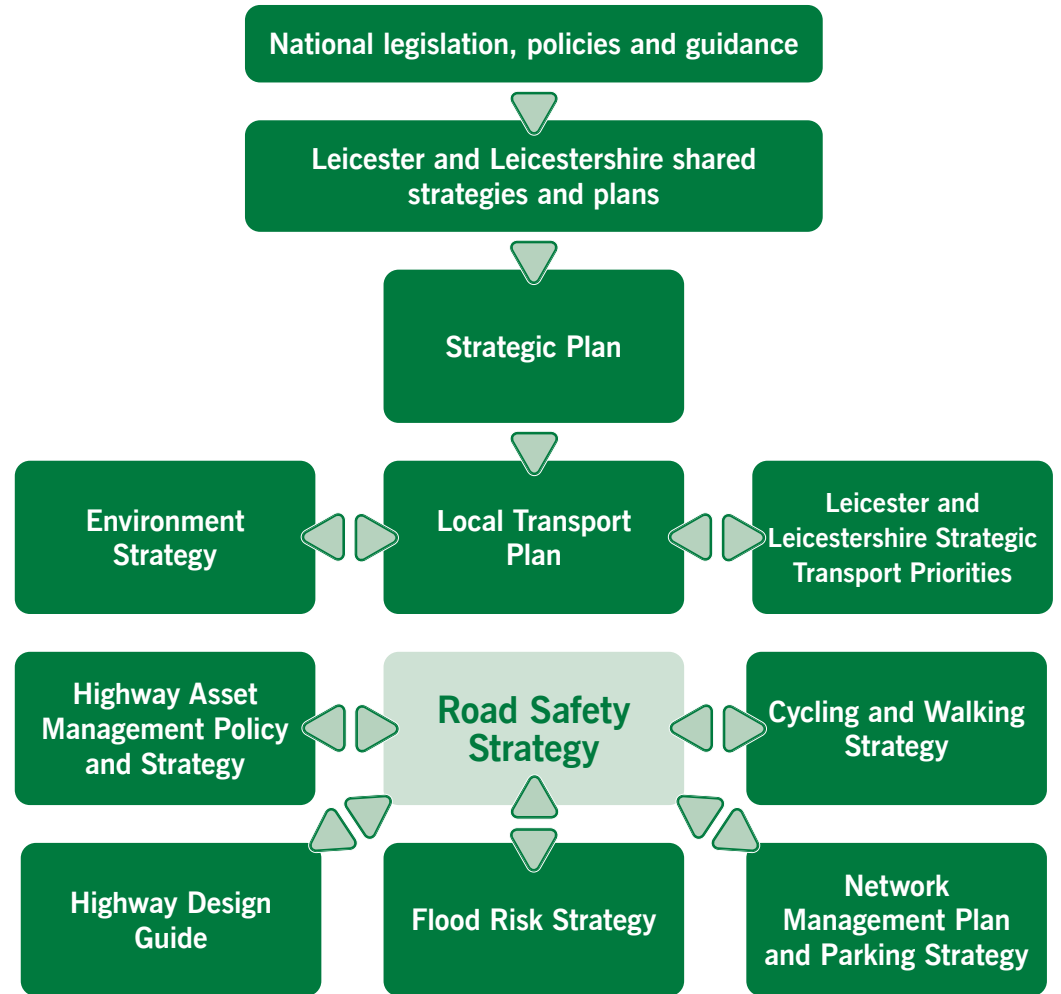 National legislation, policies and guidance
Leicester and Leicestershire shared
strategies and plans
Strategic Plan
Environment
Strategy
Local Transport
Plan
Leicester and
Leicestershire Strategic
Transport Priorities
Highway Asset
Management Policy
and Strategy
Road Safety
Strategy
Cycling and Walking
Strategy
Highway Design
Guide
Flood Risk Strategy
Network
Management Plan
and Parking Strategy